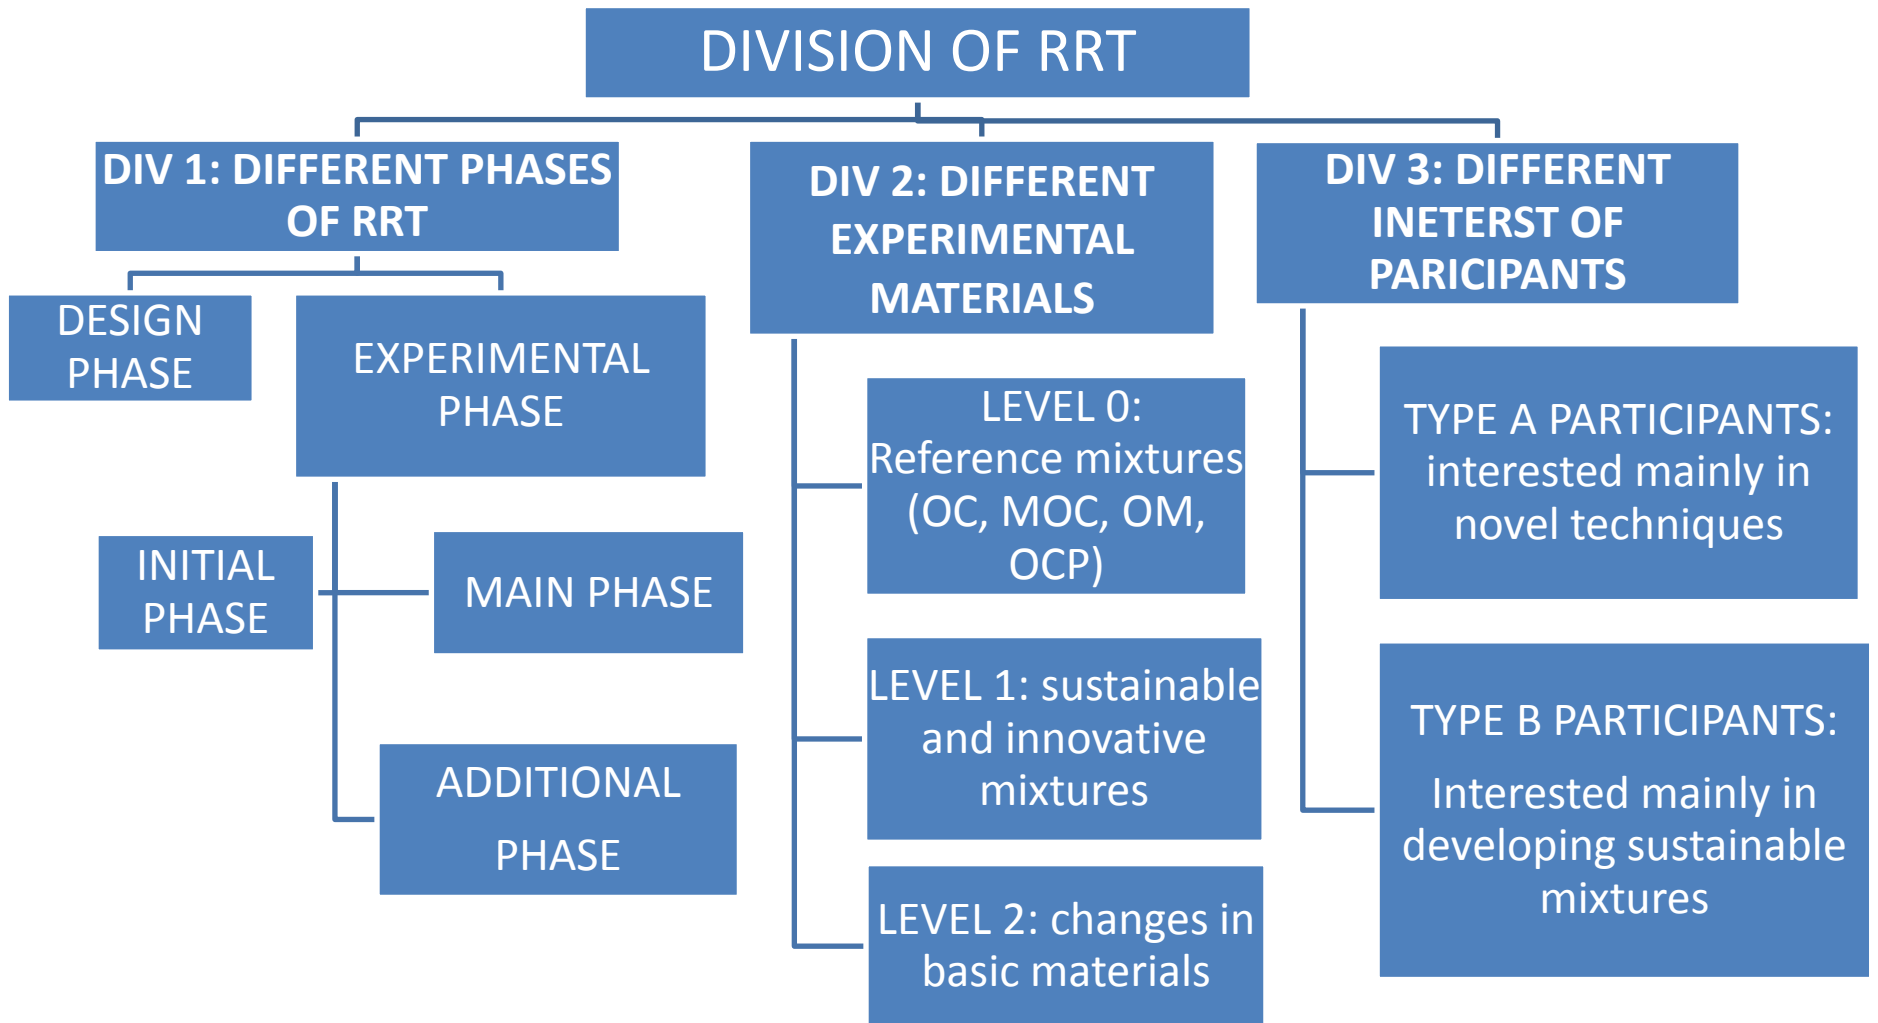 DIVISION OF RRT
DIV 1: DIFFERENT PHASES
OF RRT
DESIGN
PHASE
EXPERIMENTAL
PHASE
INITIAL
PHASE
MAIN PHASE
ADDITIONAL
PHASE
DIV 2: DIFFERENT
EXPERIMENTAL
MATERIALS
LEVEL 0:
Reference mixtures
(OC, MOC, OM,
OCP)
LEVEL 1: sustainable
and innovative
mixtures
LEVEL 2: changes in
basic materials
DIV 3: DIFFERENT
INETERST OF
PARICIPANTS
TYPE A PARTICIPANTS:
interested mainly in
novel techniques
TYPE B PARTICIPANTS:
Interested mainly in
developing sustainable
mixtures